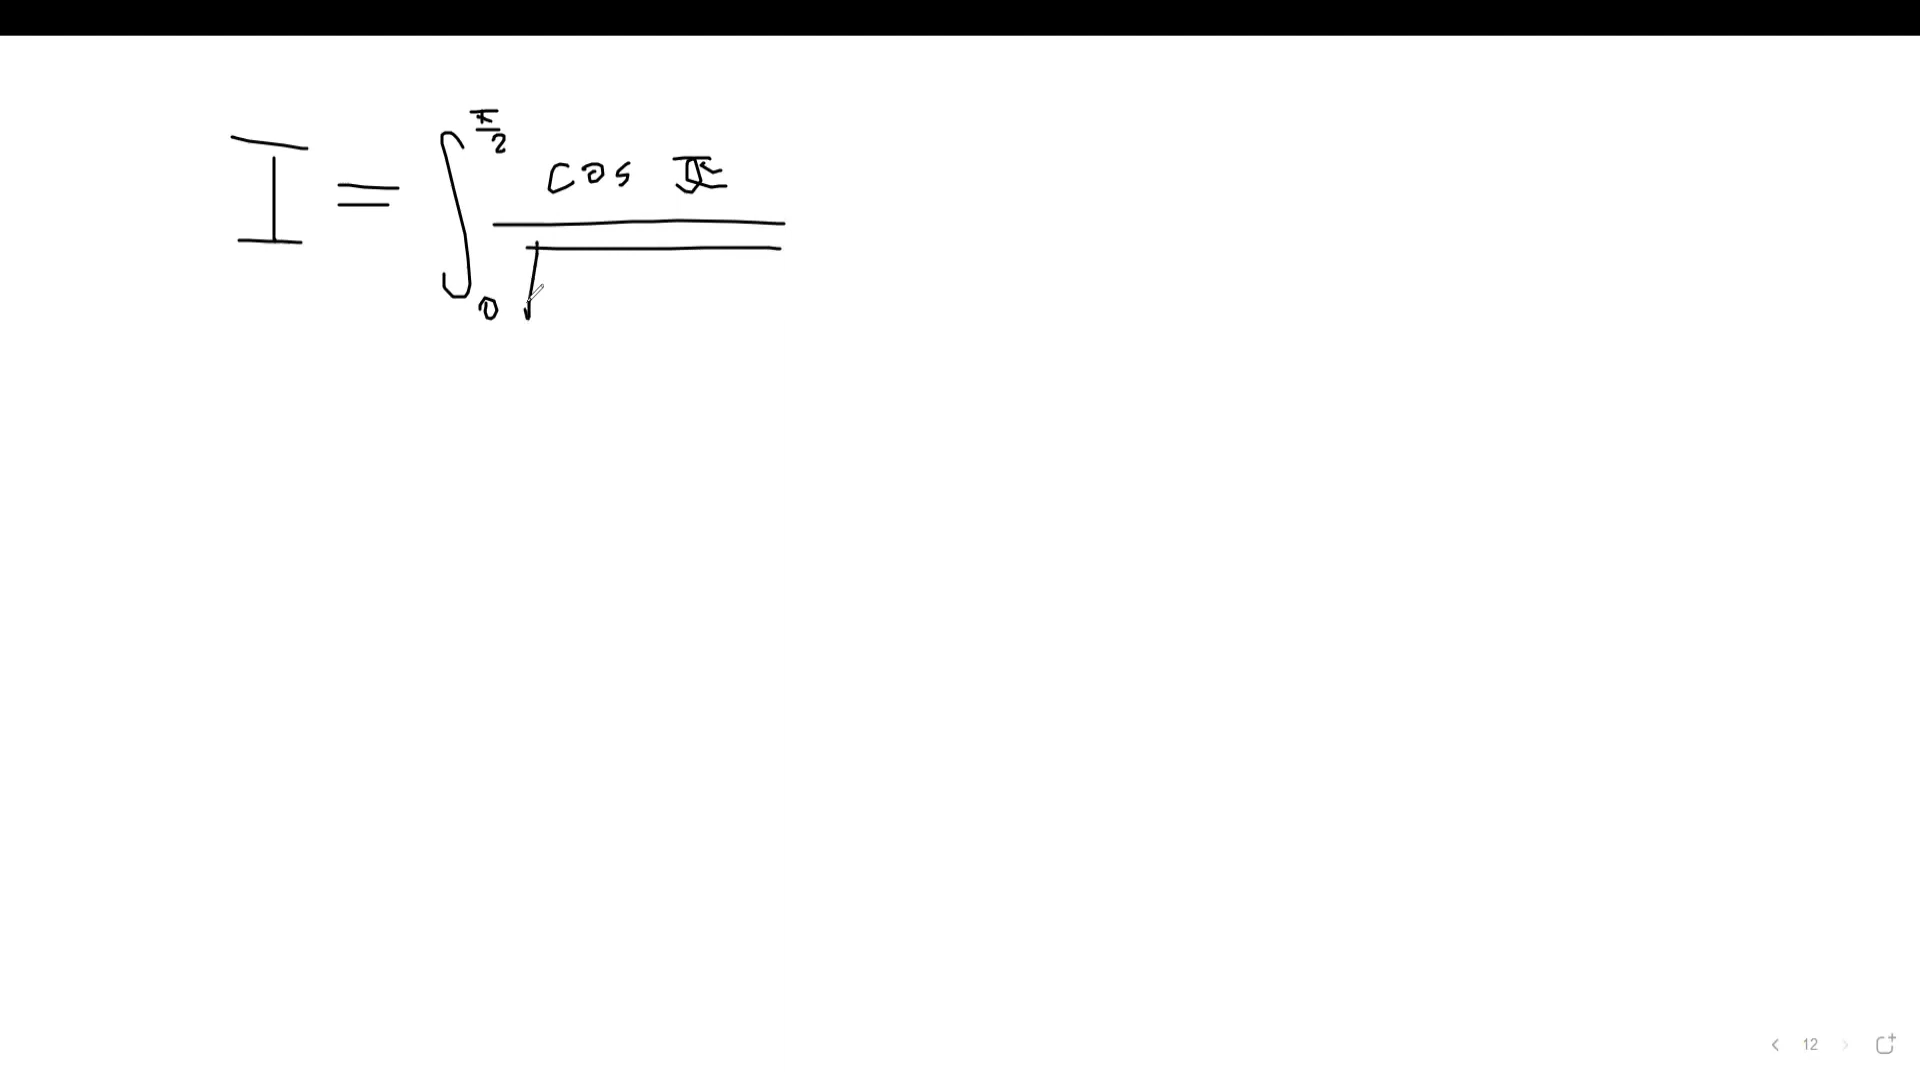 I = ∫₀^{π/2} cos / √
12